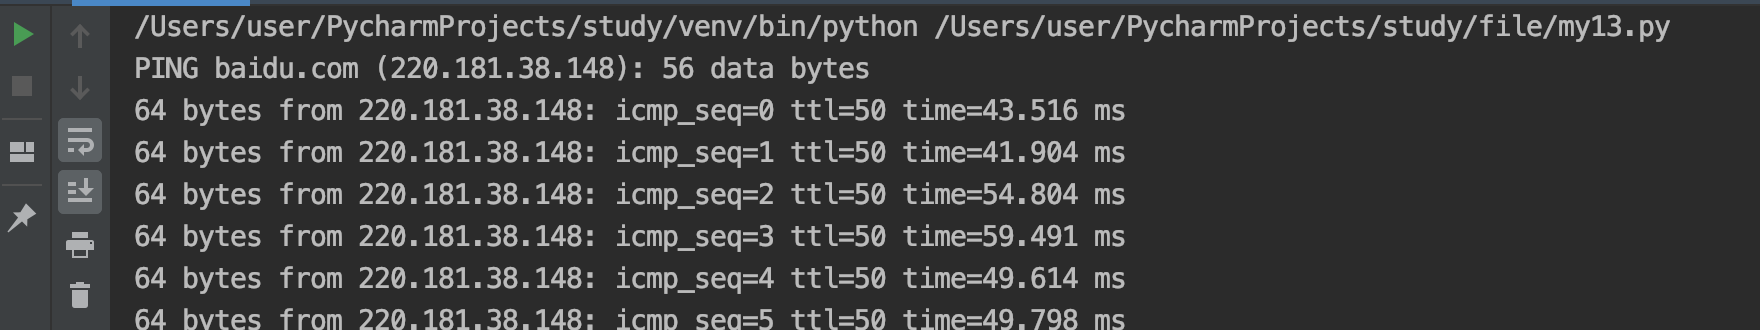 /Users/user/PycharmProjects/study/venv/bin/python /Users/user/PycharmProjects/study/file/my13.py
PING baidu.com (220.181.38.148): 56 data bytes
64 bytes from 220.181.38.148: icmp_seq=0 ttl=50 time=43.516 ms
64 bytes from 220.181.38.148: icmp_seq=1 ttl=50 time=41.904 ms
64 bytes from 220.181.38.148: icmp_seq=2 ttl=50 time=54.804 ms
64 bytes from 220.181.38.148: icmp_seq=3 ttl=50 time=59.491 ms
64 bytes from 220.181.38.148: icmp_seq=4 ttl=50 time=49.614 ms
64 bytes from 220.181.38.148: icmp_seq=5 ttl=50 time=49.798 ms